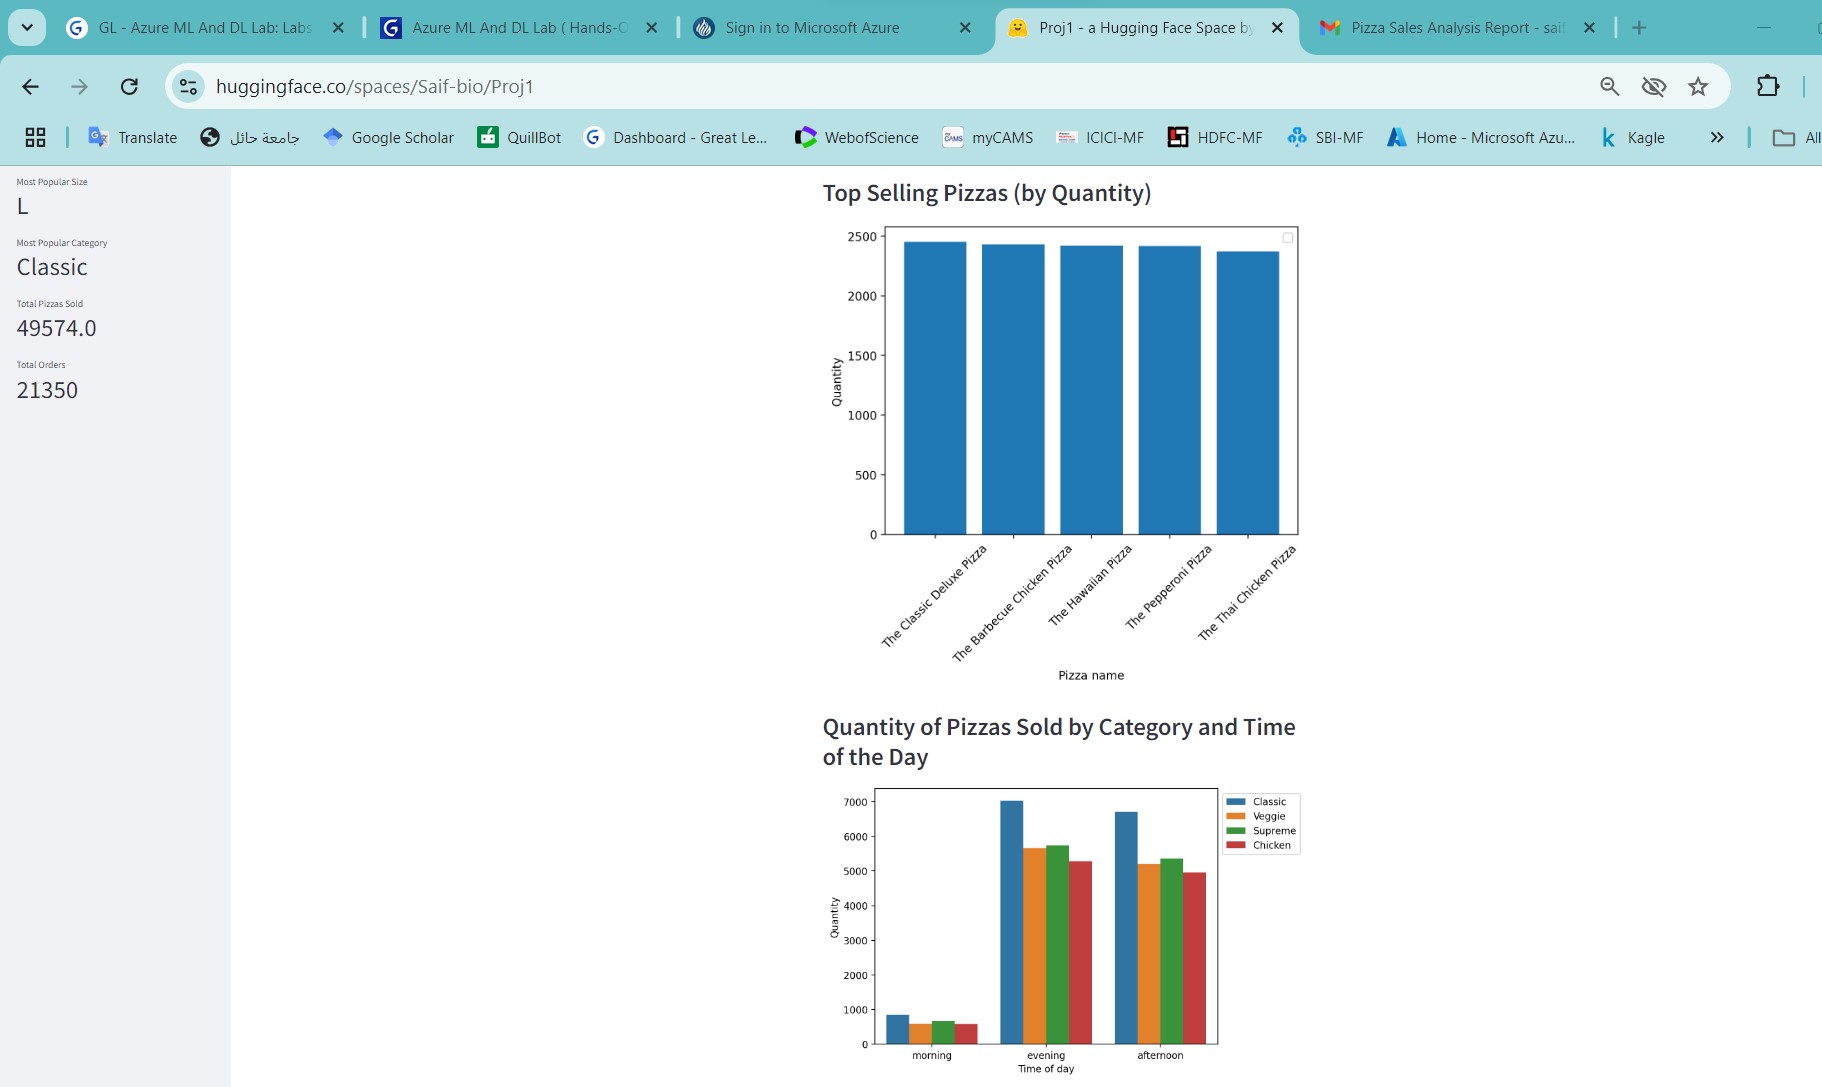 GL - Azure ML And DL Lab: Labs
Azure ML And DL Lab ( Hands-O
Sign in to Microsoft Azure
Proj1 - a Hugging Face Space by
Pizza Sales Analysis Report - saif
huggingface.co/spaces/Saif-bio/Proj1
Translate
جامعة حائل
Google Scholar
QuillBot
Dashboard - Great Le...
WebofScience
myCAMS
ICICI-MF
HDFC-MF
SBI-MF
Home - Microsoft Azu...
Kagle
All
Most Popular Size
L
Most Popular Category
Classic
Total Pizzas Sold
49574.0
Total Orders
21350
Top Selling Pizzas (by Quantity)
2500
2000
1500
1000
500
0
Quantity
The Classic Deluxe Pizza
The Barbecue Chicken Pizza
The Hawaiian Pizza
The Pepperoni Pizza
The Thai Chicken Pizza
Pizza name
Quantity of Pizzas Sold by Category and Time
of the Day
7000
6000
5000
4000
3000
2000
1000
0
Quantity
Classic
Veggie
Supreme
Chicken
morning
evening
afternoon
Time of day